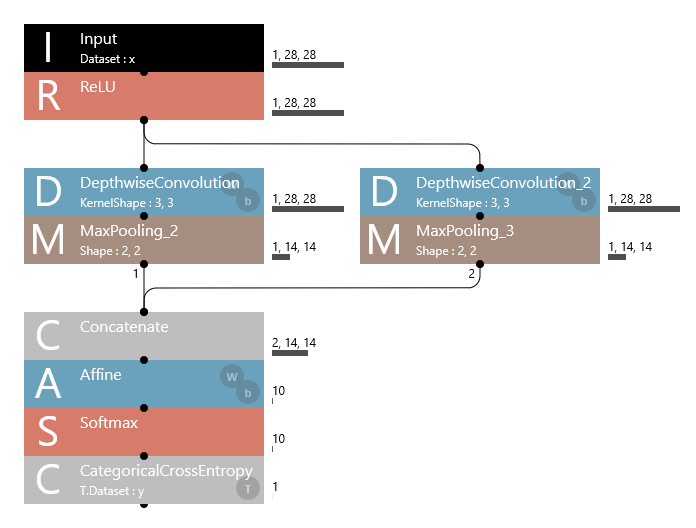 I
Input
Dataset : x
1, 28, 28
R
ReLU
1, 28, 28
D
DepthwiseConvolution
W
KernelShape : 3, 3
b
1, 28, 28
D
DepthwiseConvolution_2
W
KernelShape : 3, 3
b
1, 28, 28
M
MaxPooling_2
Shape : 2, 2
1, 14, 14
M
MaxPooling_3
Shape : 2, 2
1, 14, 14
1
2
C
Concatenate
2, 14, 14
A
Affine
W
b
10
S
Softmax
10
C
CategoricalCrossEntropy
T.Dataset : y
T
1